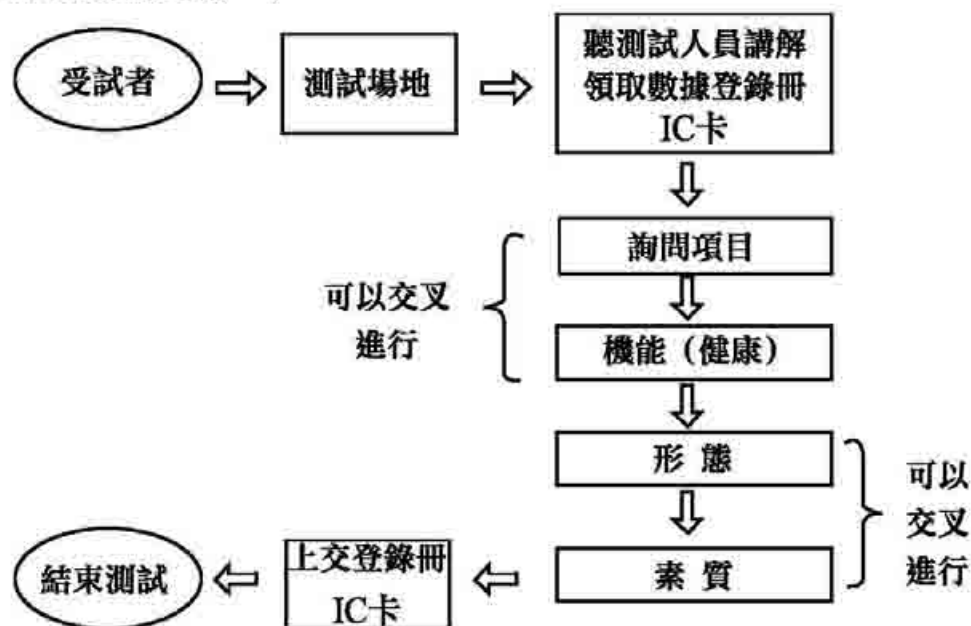 受試者
測試場地
聽測試人員講解
領取數據登錄冊
IC卡
詢問項目
可以交叉
進行
機能（健康）
形 態
可以
交叉
進行
素 質
上交登錄冊
IC卡
結束測試